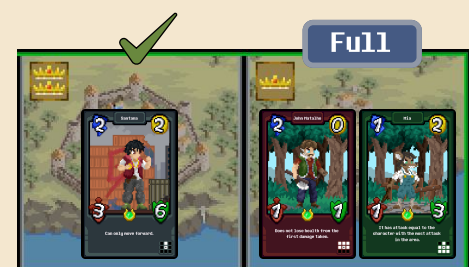 Full
Santana
2
2
3
6
Can only move forward.
John Notaino
2
0
1
1
Does not lose health from the
first damage taken.
Mia
1
2
1
3
It has attack equal to the
character with the most attack
in the area.